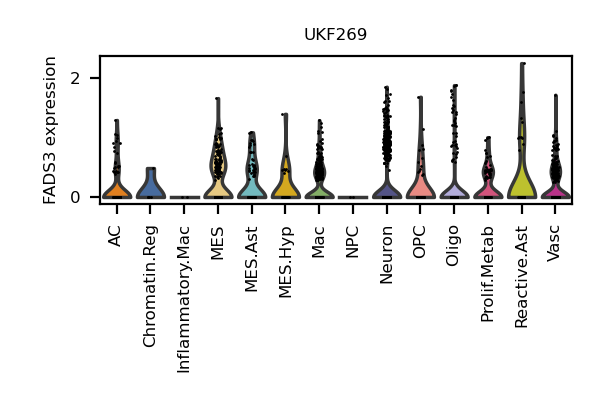 UKF269
FADS3 expression
2
0
AC
Chromatin.Reg
Inflammatory.Mac
MES
MES.Ast
MES.Hyp
Mac
NPC
Neuron
OPC
Oligo
Prolif.Metab
Reactive.Ast
Vasc